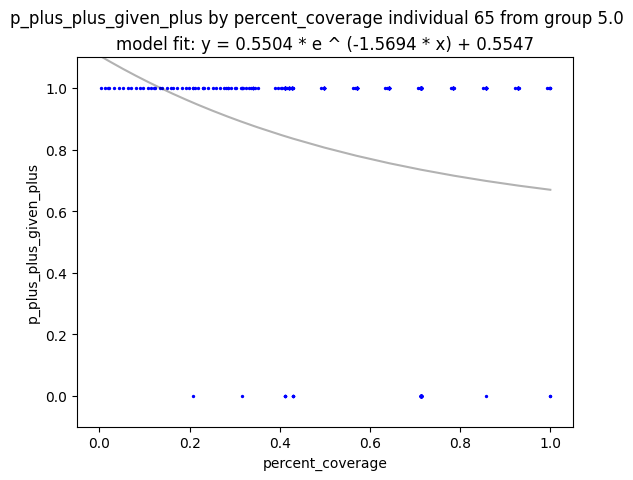 p_plus_plus_given_plus by percent_coverage individual 65 from group 5.0
model fit: y = 0.5504 * e ^ (-1.5694 * x) + 0.5547
1.0
0.8
0.6
0.4
0.2
0.0
p_plus_plus_given_plus
0.0 0.2 0.4 0.6 0.8 1.0
percent_coverage